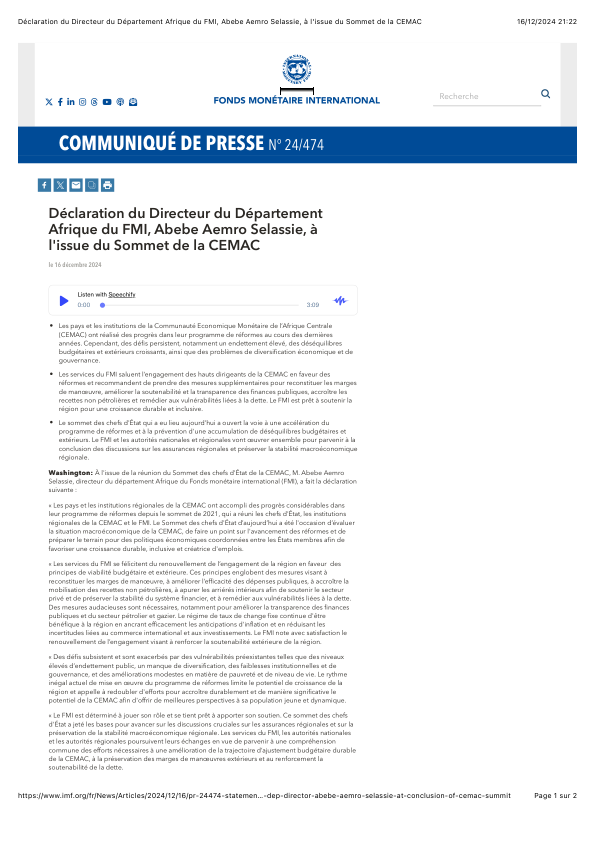 Déclaration du Directeur du Département Afrique du FMI, Abebe Aemro Selassie, à l'issue du Sommet de la CEMAC
16/12/2024 21:22
INTERNATIONAL MONETARY FUND
FONDS MONÉTAIRE INTERNATIONAL
Recherche
COMMUNIQUÉ DE PRESSE N° 24/474
Déclaration du Directeur du Département
Afrique du FMI, Abebe Aemro Selassie, à
l'issue du Sommet de la CEMAC
le 16 décembre 2024
Listen with Speechify
0:00
3:09
• Les pays et les institutions de la Communauté Economique Monétaire de l'Afrique Centrale
(CEMAC) ont réalisé des progrès dans leur programme de réformes au cours des dernières
années. Cependant, des défis persistent, notamment un endettement élevé, des déséquilibres
budgétaires et extérieurs croissants, ainsi que des problèmes de diversification économique et de
gouvernance.
• Les services du FMI saluent l'engagement des hauts dirigeants de la CEMAC en faveur des
réformes et recommandent de prendre des mesures supplémentaires pour reconstituer les marges
de manœuvre, améliorer la soutenabilité et la transparence des finances publiques, accroître les
recettes non pétrolières et remédier aux vulnérabilités liées à la dette. Le FMI est prêt à soutenir la
région pour une croissance durable et inclusive.
• Le sommet des chefs d'État qui a eu lieu aujourd'hui a ouvert la voie à une accélération du
programme de réformes et à la prévention d'une accumulation de déséquilibres budgétaires et
extérieurs. Le FMI et les autorités nationales et régionales vont œuvrer ensemble pour parvenir à la
conclusion des discussions sur les assurances régionales et préserver la stabilité macroéconomique
régionale.
Washington: À l'issue de la réunion du Sommet des chefs d'État de la CEMAC, M. Abebe Aemro
Selassie, directeur du département Afrique du Fonds monétaire international (FMI), a fait la déclaration
suivante :
« Les pays et les institutions régionales de la CEMAC ont accompli des progrès considérables dans
leur programme de réformes depuis le sommet de 2021, qui a réuni les chefs d'État, les institutions
régionales de la CEMAC et le FMI. Le Sommet des chefs d'État d'aujourd'hui a été l'occasion d'évaluer
la situation macroéconomique de la CEMAC, de faire un point sur l'avancement des réformes et de
préparer le terrain pour des politiques économiques coordonnées entre les États membres afin de
favoriser une croissance durable, inclusive et créatrice d'emplois.
« Les services du FMI se félicitent du renouvellement de l'engagement de la région en faveur des
principes de viabilité budgétaire et extérieure. Ces principes englobent des mesures visant à
reconstituer les marges de manœuvre, à améliorer l'efficacité des dépenses publiques, à accroître la
mobilisation des recettes non pétrolières, à apurer les arriérés intérieurs afin de soutenir le secteur
privé et de préserver la stabilité du système financier, et à remédier aux vulnérabilités liées à la dette.
Des mesures audacieuses sont nécessaires, notamment pour améliorer la transparence des finances
publiques et du secteur pétrolier et gazier. Le régime de taux de change fixe continue d'être
bénéfique à la région en ancrant efficacement les anticipations d'inflation et en réduisant les
incertitudes liées au commerce international et aux investissements. Le FMI note avec satisfaction le
renouvellement de l'engagement visant à renforcer la soutenabilité extérieure de la région.
« Des défis subsistent et sont exacerbés par des vulnérabilités préexistantes telles que des niveaux
élevés d'endettement public, un manque de diversification, des faiblesses institutionnelles et de
gouvernance, et des améliorations modestes en matière de pauvreté et de niveau de vie. Le rythme
inégal actuel de mise en œuvre du programme de réformes limite le potentiel de croissance de la
région et appelle à redoubler d'efforts pour accroître durablement et de manière significative le
potentiel de la CEMAC afin d'offrir de meilleures perspectives à sa population jeune et dynamique.
« Le FMI est déterminé à jouer son rôle et se tient prêt à apporter son soutien. Ce sommet des chefs
d'État a jeté les bases pour avancer sur les discussions cruciales sur les assurances régionales et sur la
préservation de la stabilité macroéconomique régionale. Les services du FMI, les autorités nationales
et les autorités régionales poursuivent leurs échanges en vue de parvenir à une compréhension
commune des efforts nécessaires à une amélioration de la trajectoire d'ajustement budgétaire durable
de la CEMAC, à la préservation des marges de manœuvres extérieurs et au renforcement la
soutenabilité de la dette.
https://www.imf.org/fr/News/Articles/2024/12/16/pr-24474-statemen…-dep-director-abebe-aemro-selassie-at-conclusion-of-cemac-summit
Page 1 sur 2